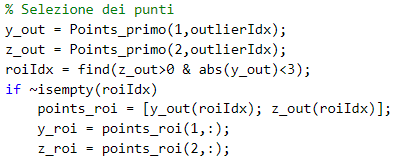 % Selezione dei punti
y_out = Points_primo(1,outlierIdx);
z_out = Points_primo(2,outlierIdx);
roiIdx = find(z_out>0 & abs(y_out)<3);
if ~isempty(roiIdx)
    points_roi = [y_out(roiIdx); z_out(roiIdx)];
    y_roi = points_roi(1,:);
    z_roi = points_roi(2,:);